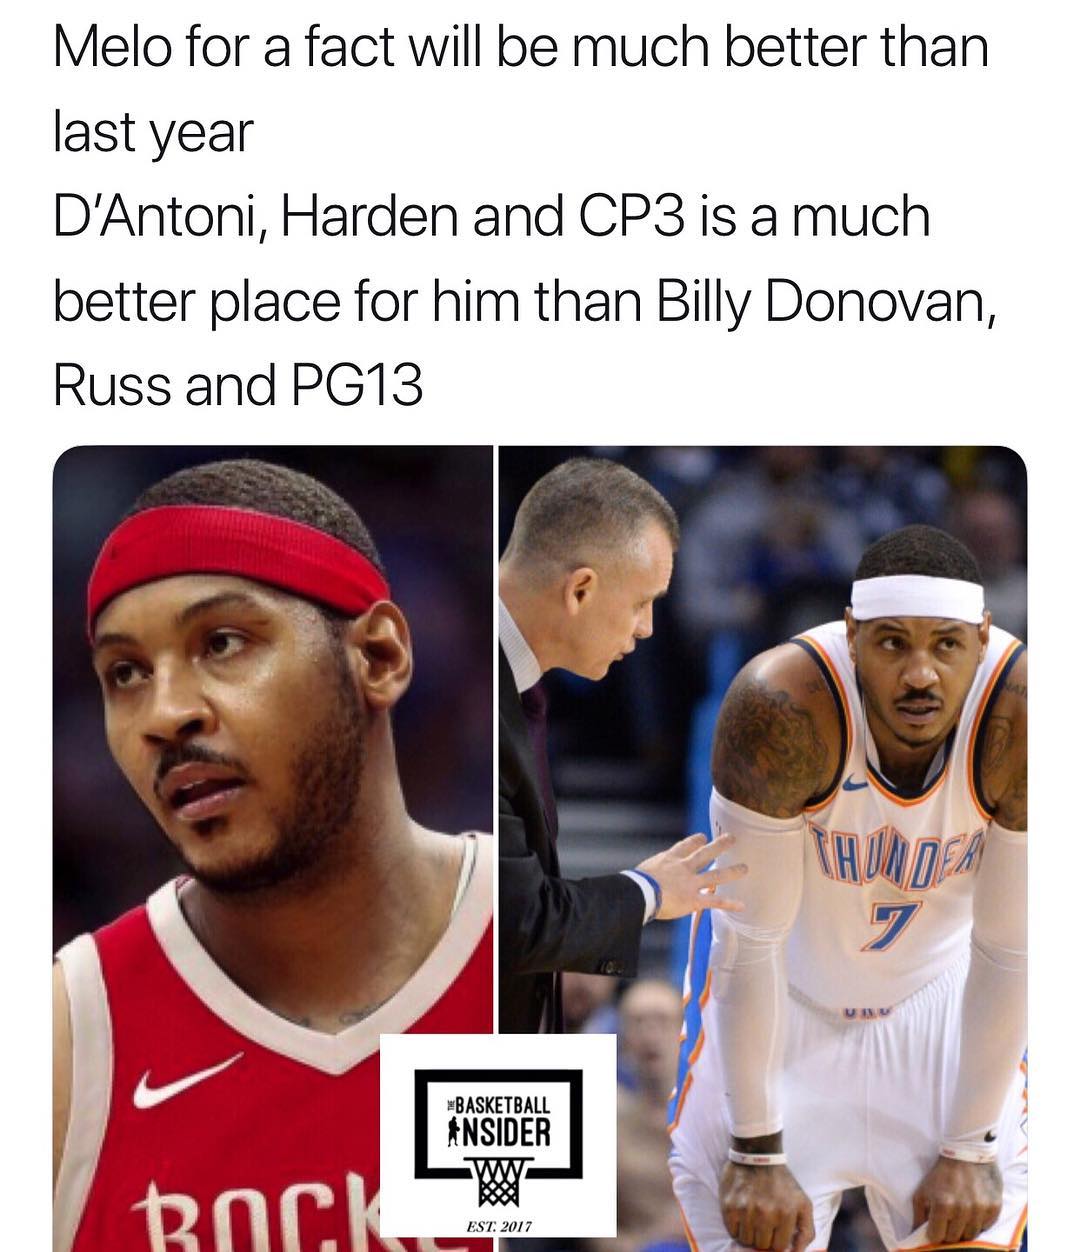 Melo for a fact will be much better than
last year
D'Antoni, Harden and CP3 is a much
better place for him than Billy Donovan,
Russ and PG13
THUNDER
7
THE BASKETBALL
INSIDER
EST. 2017